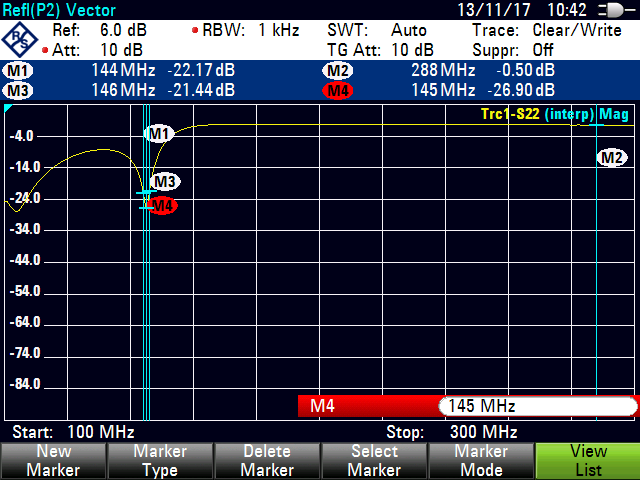 Refl(P2) Vector 13/11/17 10:42
Ref: 6.0 dB • RBW: 1 kHz SWT: Auto Trace: Clear/Write
• Att: 10 dB TG Att: 10 dB Suppr: Off
R&S
M1 144 MHz -22.17 dB M2 288 MHz -0.50 dB
M3 146 MHz -21.44 dB M4 145 MHz -26.90 dB
Trc1-S22 (interp) Mag
M1
-4.0
M2
-14.0
M3
-24.0
M4
-34.0
-44.0
-54.0
-64.0
-74.0
-84.0
M4 145 MHz
Start: 100 MHz Stop: 300 MHz
New Marker Delete Select Marker View
Marker Type Marker Marker Mode List